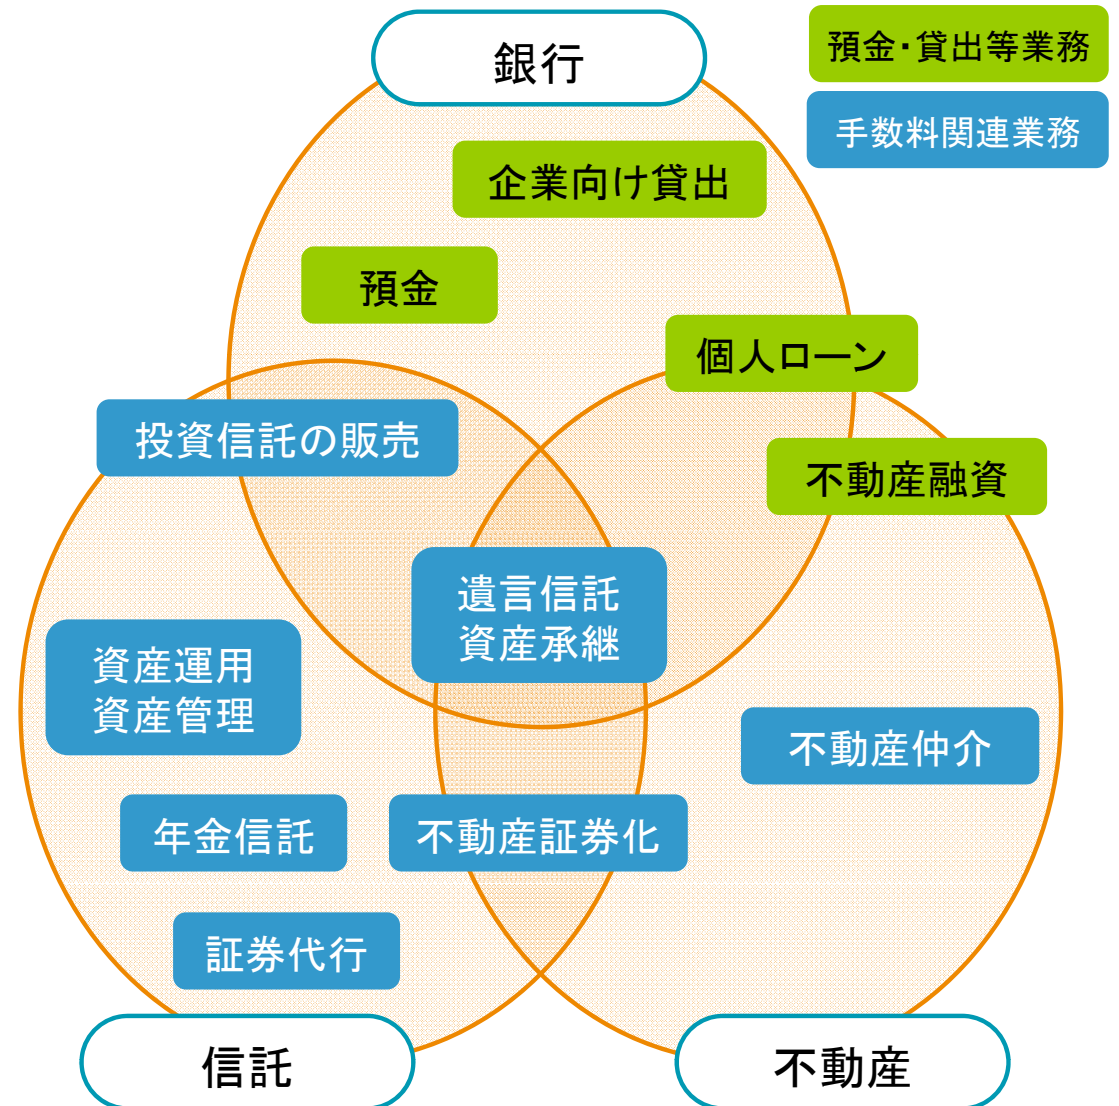 銀行
預金・貸出等業務
手数料関連業務
企業向け貸出
預金
個人ローン
投資信託の販売
不動産融資
遺言信託
資産承継
資産運用
資産管理
不動産仲介
年金信託
不動産証券化
証券代行
信託
不動産